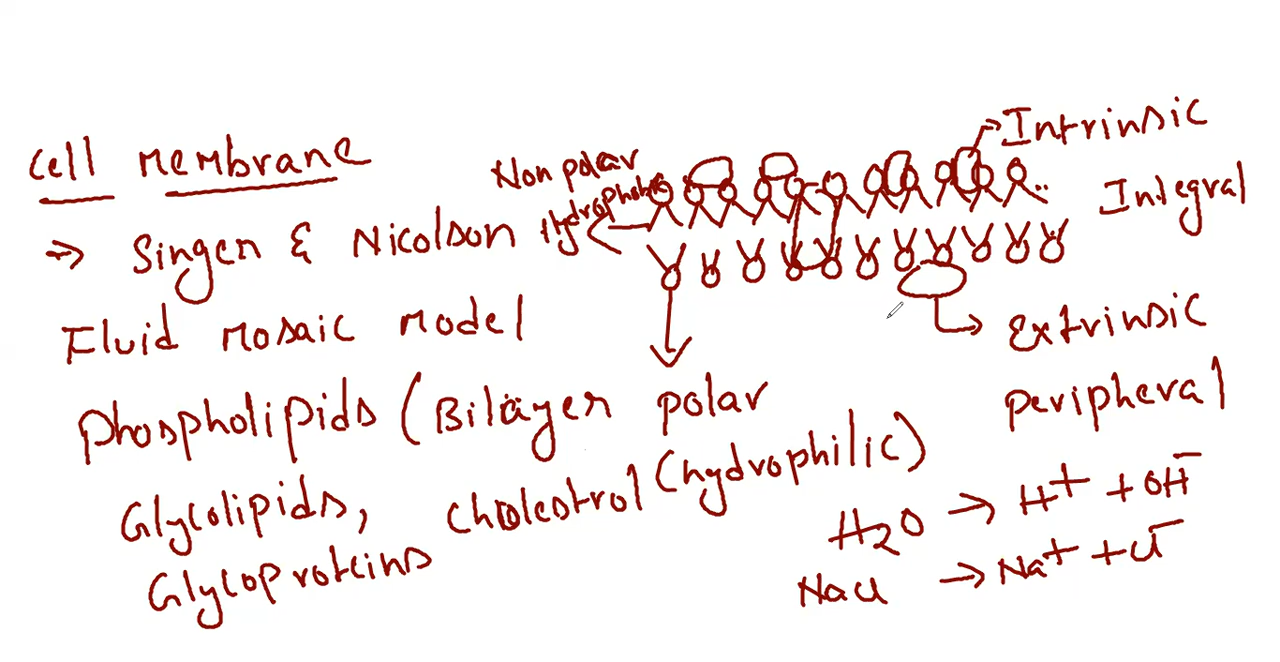 Cell membrane
→ Singer & Nicolson
Fluid mosaic model
Phospholipids (Bilayer
Glycolipids, cholestrol
Glycoproteins
Non polar
Hydrophobic
polar
(hydrophilic)
Intrinsic
Integral
Extrinsic
Peripheral
H2O → H+ + OH-
NaCl → Na+ + Cl-